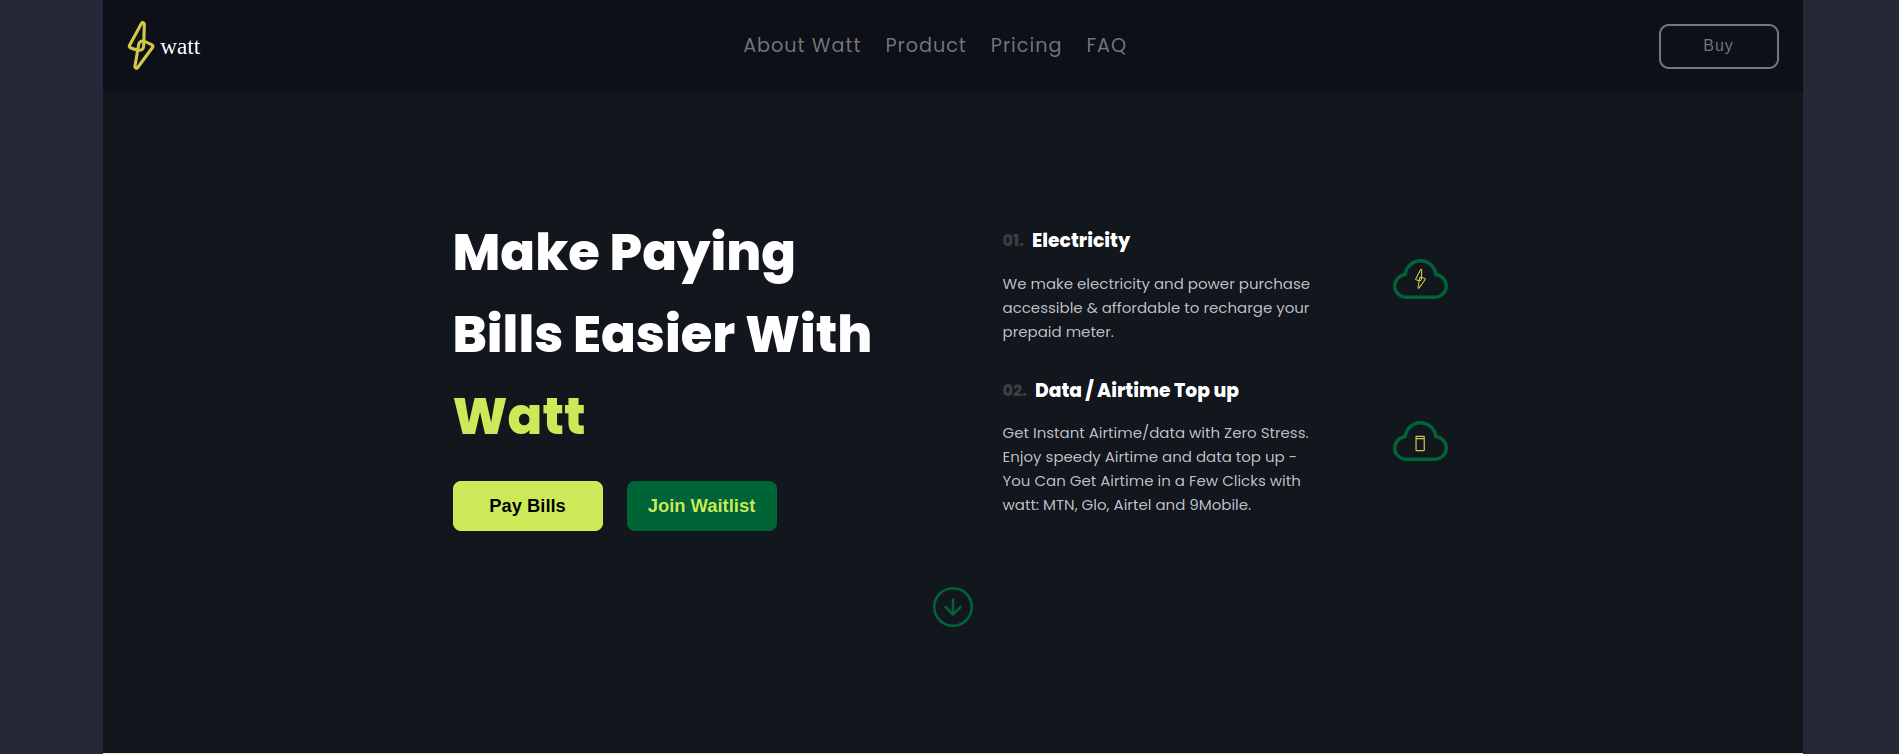 watt
About Watt
Product
Pricing
FAQ
Buy
Make Paying
Bills Easier With
Watt
Pay Bills
Join Waitlist
01. Electricity
We make electricity and power purchase
accessible & affordable to recharge your
prepaid meter.
02. Data / Airtime Top up
Get Instant Airtime/data with Zero Stress.
Enjoy speedy Airtime and data top up -
You Can Get Airtime in a Few Clicks with
watt: MTN, Glo, Airtel and 9Mobile.